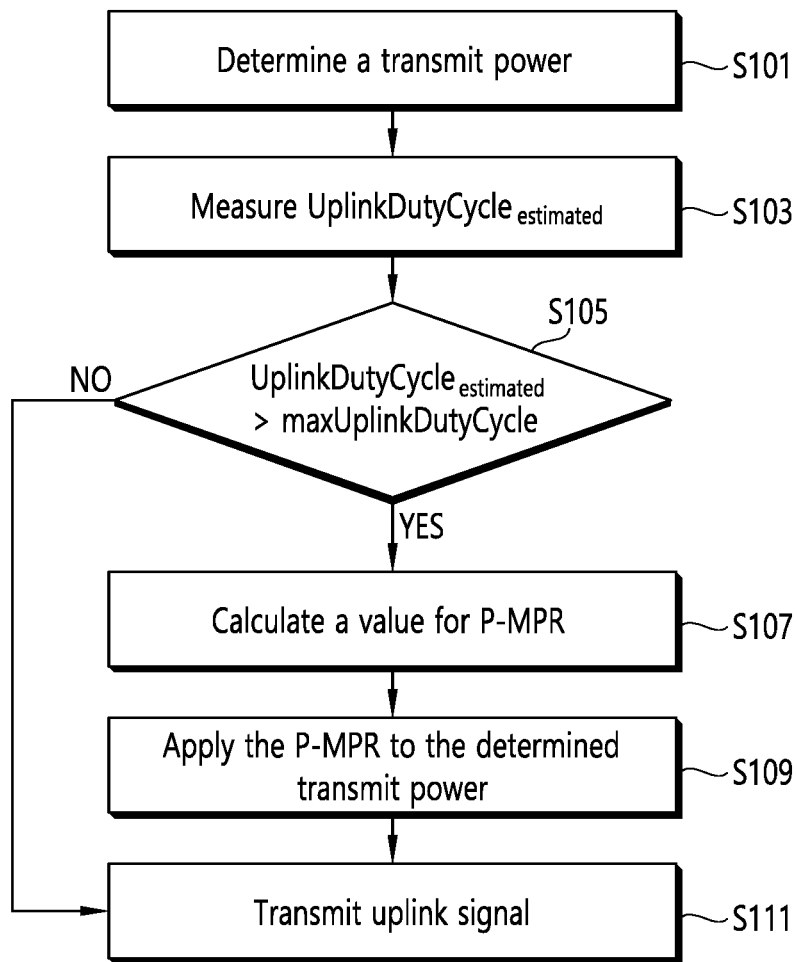 Determine a transmit power
S101
Measure UplinkDutyCycle estimated
S103
S105
NO
UplinkDutyCycle estimated
> maxUplinkDutyCycle
YES
Calculate a value for P-MPR
S107
Apply the P-MPR to the determined
transmit power
S109
Transmit uplink signal
S111